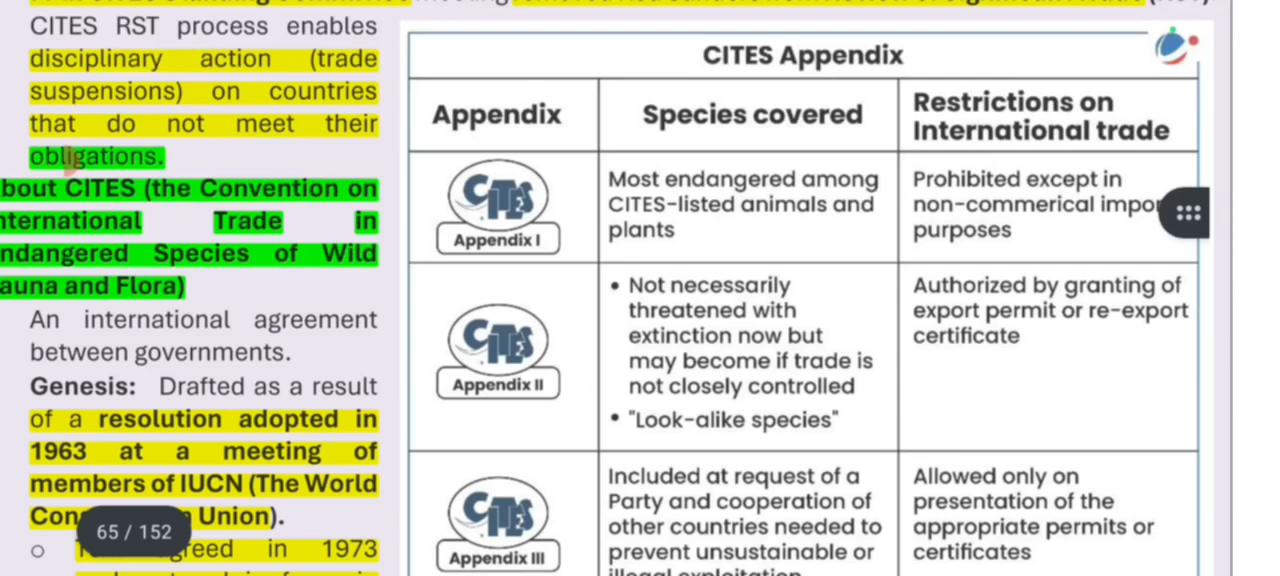 CITES RST process enables
disciplinary action (trade
suspensions) on countries
that do not meet their
obligations.
bout CITES (the Convention on
nternational Trade in
ndangered Species of Wild
auna and Flora)
An international agreement
between governments.
Genesis: Drafted as a result
of a resolution adopted in
1963 at a meeting of
members of IUCN (The World
Union).
65 / 152
in 1973
CITES Appendix
Appendix Species covered Restrictions on
International trade
CITES
Appendix I
Most endangered among
CITES-listed animals and
plants
Prohibited except in
non-commerical impor
purposes
CITES
Appendix II
• Not necessarily
threatened with
extinction now but
may become if trade is
not closely controlled
• "Look-alike species"
Authorized by granting of
export permit or re-export
certificate
CITES
Appendix III
Included at request of a
Party and cooperation of
other countries needed to
prevent unsustainable or
Allowed only on
presentation of the
appropriate permits or
certificates